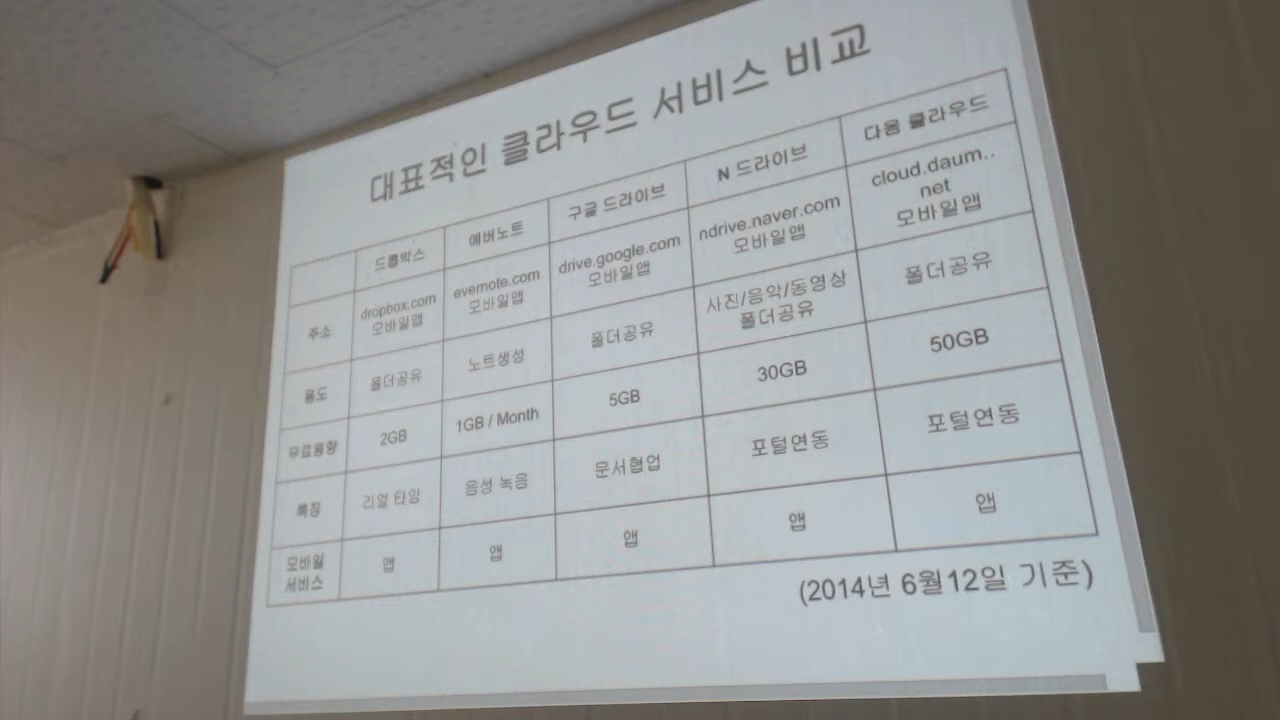 대표적인 클라우드 서비스 비교
드롭박스 에버노트 구글 드라이브 N 드라이브 다음 클라우드
주소 dropbox.com 모바일앱 evernote.com 모바일앱 drive.google.com 모바일앱 ndrive.naver.com 모바일앱 cloud.daum.. net 모바일앱
용도 폴더공유 노트생성 폴더공유 사진/음악/동영상 폴더공유 폴더공유
무료용량 2GB 1GB / Month 5GB 30GB 50GB
특징 리얼 타임 음성 녹음 문서협업 포털연동 포털연동
모바일 서비스 앱 앱 앱 앱 앱
(2014년 6월12일 기준)